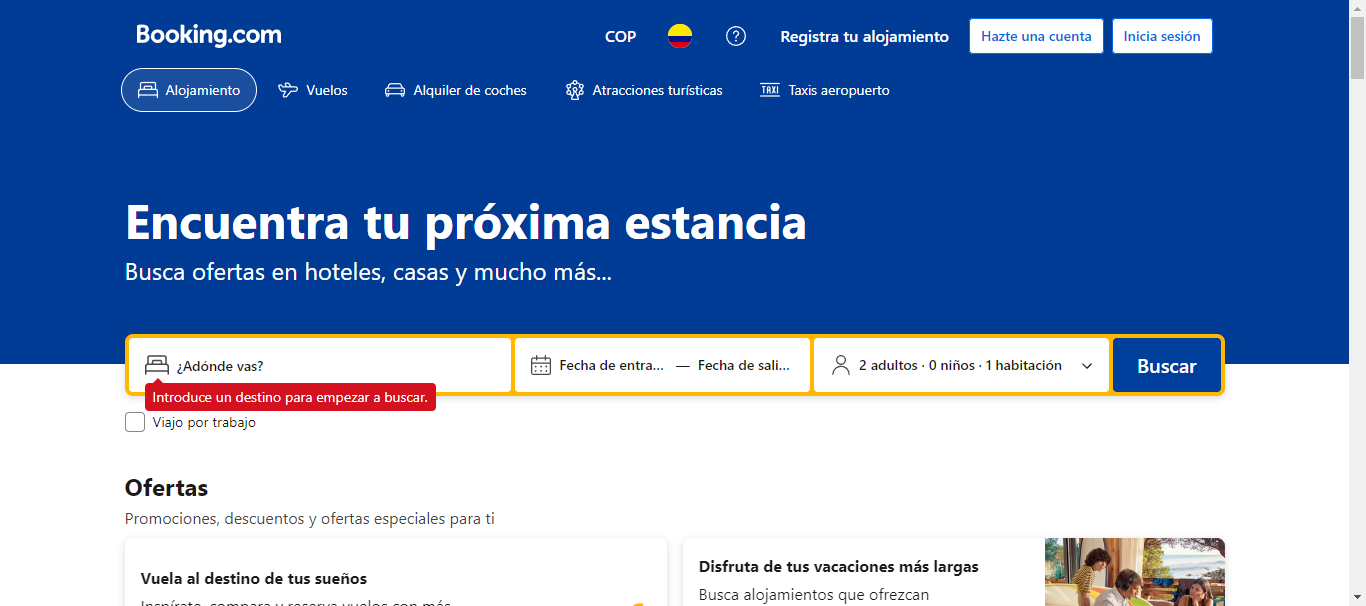 Booking.com
COP
Registra tu alojamiento
Hazte una cuenta
Inicia sesión
Alojamiento
Vuelos
Alquiler de coches
Atracciones turísticas
TAXI Taxis aeropuerto
Encuentra tu próxima estancia
Busca ofertas en hoteles, casas y mucho más...
¿Adónde vas?
Fecha de entra... — Fecha de sali...
2 adultos · 0 niños · 1 habitación
Buscar
Introduce un destino para empezar a buscar.
Viajo por trabajo
Ofertas
Promociones, descuentos y ofertas especiales para ti
Vuela al destino de tus sueños
Inspírate, compara y reserva vuelos con más
Disfruta de tus vacaciones más largas
Busca alojamientos que ofrezcan